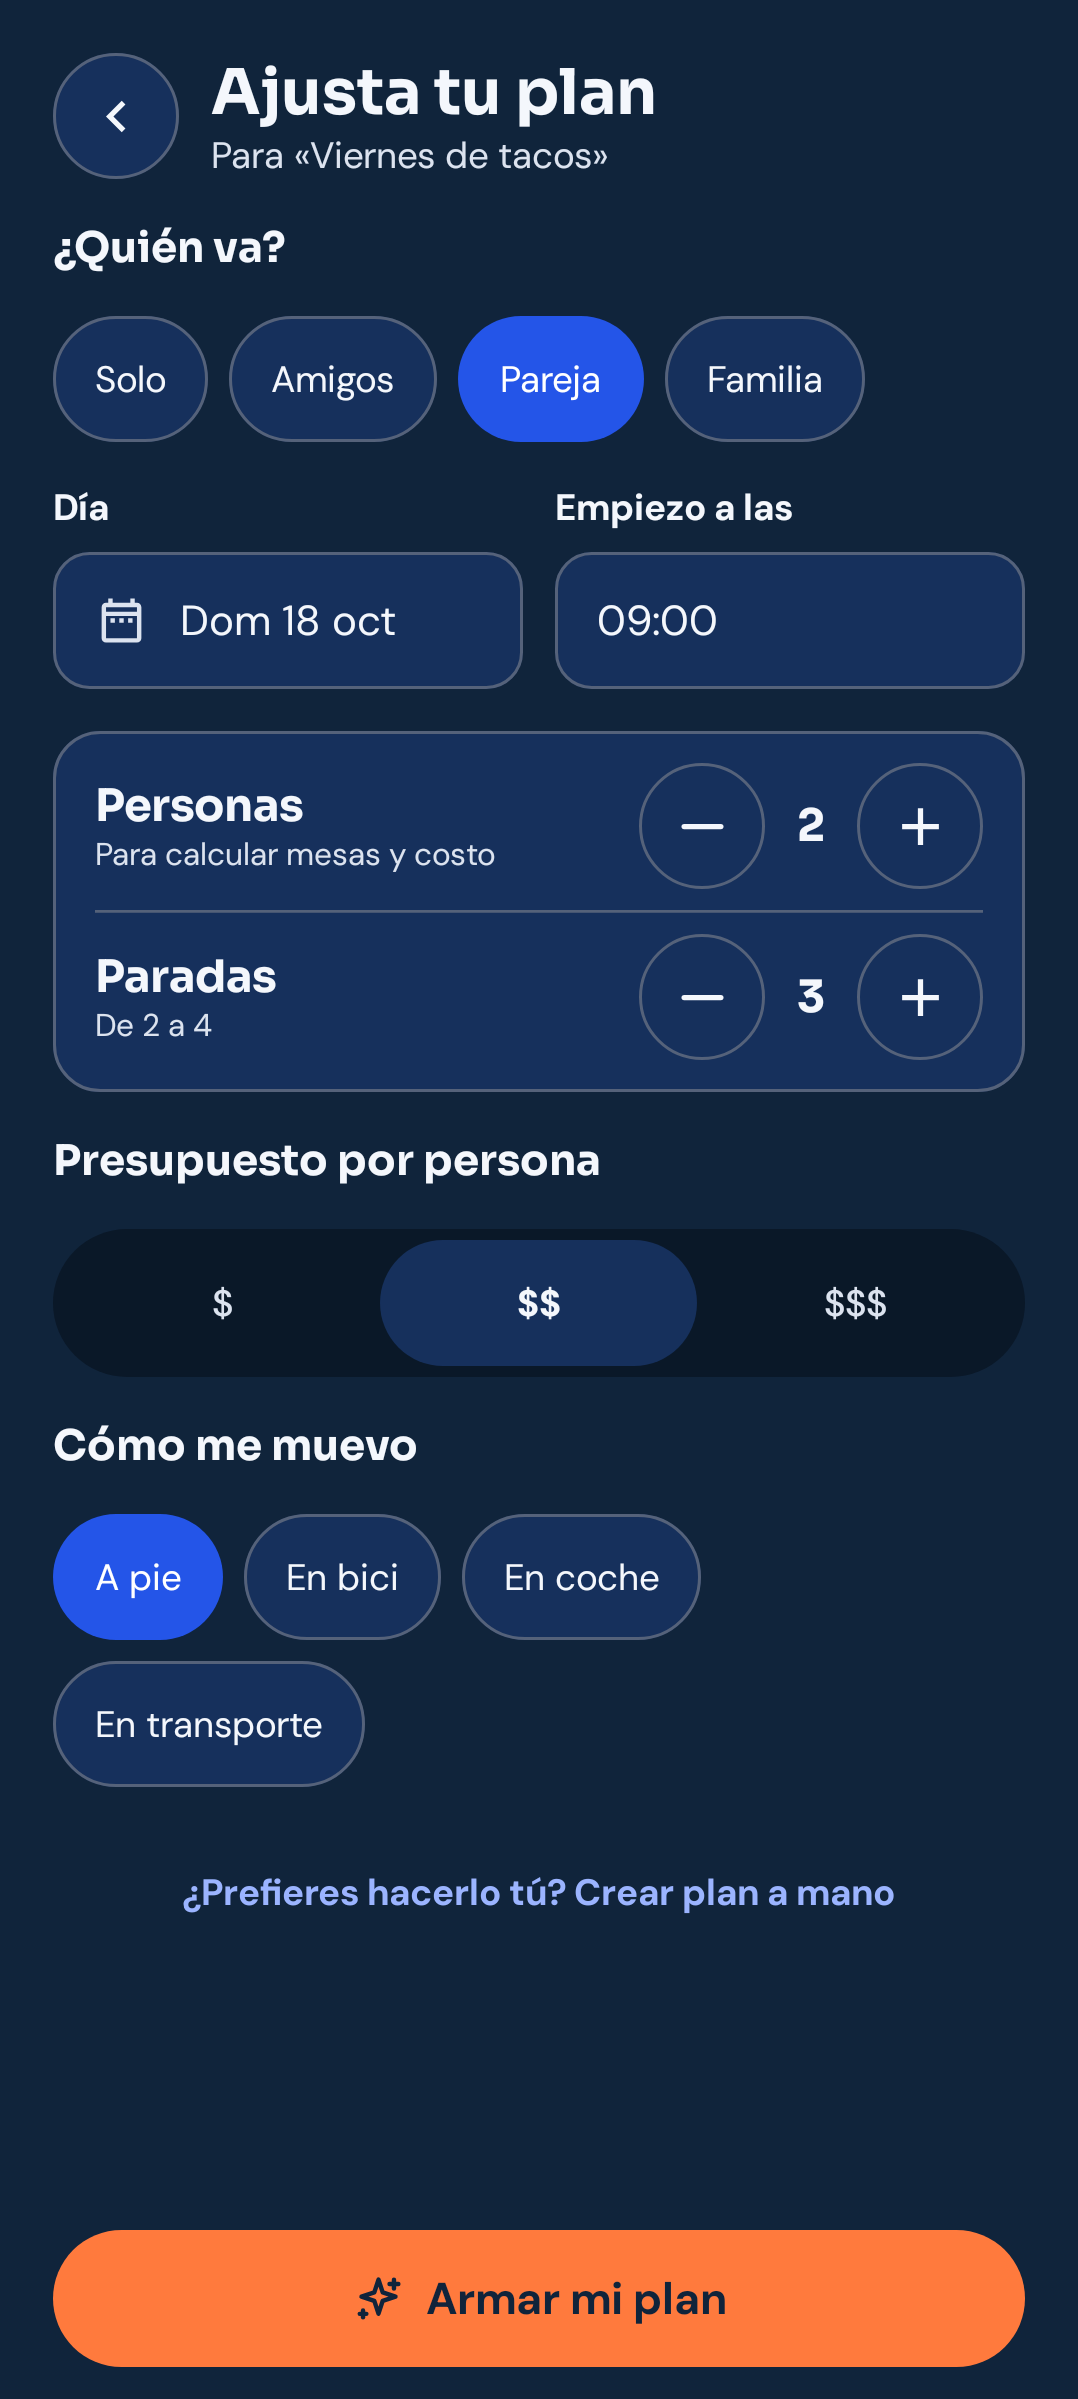 Ajusta tu plan
Para «Viernes de tacos»
¿Quién va?
Solo
Amigos
Pareja
Familia
Día
Empiezo a las
Dom 18 oct
09:00
Personas
Para calcular mesas y costo
2
Paradas
De 2 a 4
3
Presupuesto por persona
$
$$
$$$
Cómo me muevo
A pie
En bici
En coche
En transporte
¿Prefieres hacerlo tú? Crear plan a mano
Armar mi plan